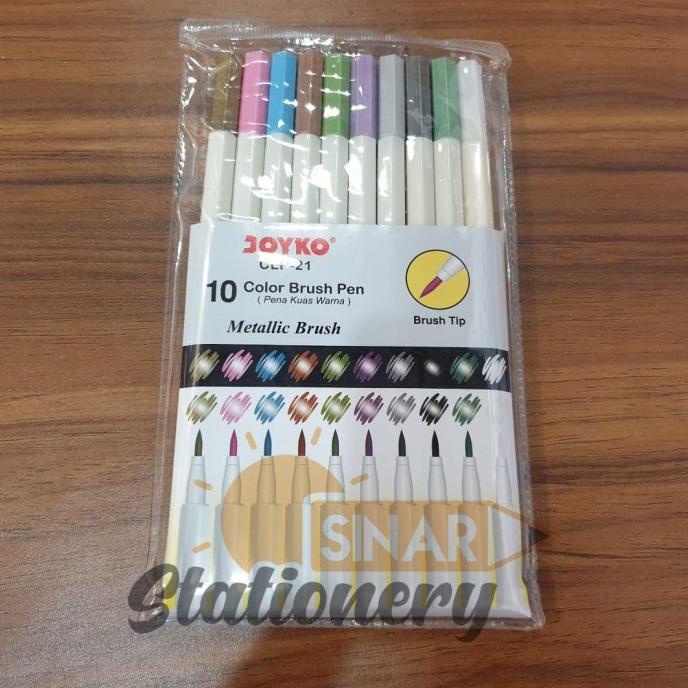 JOYKO®
CLP-21
10 Color Brush Pen
( Pena Kuas Warna )
Metallic Brush
Brush Tip
SINAR
Stationery